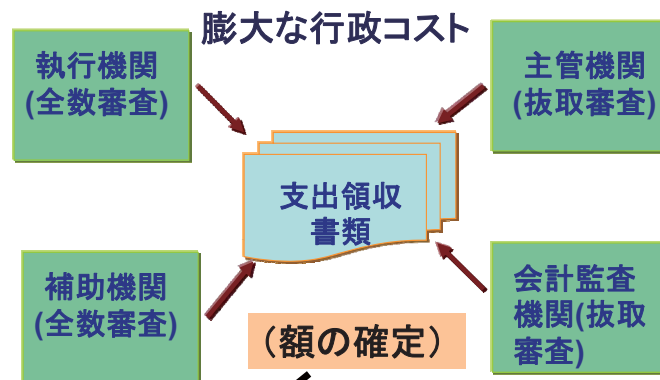 膨大な行政コスト
執行機関
(全数審査)
主管機関
(抜取審査)
支出領収
書類
補助機関
(全数審査)
会計監査
機関(抜取
審査)
（額の確定）